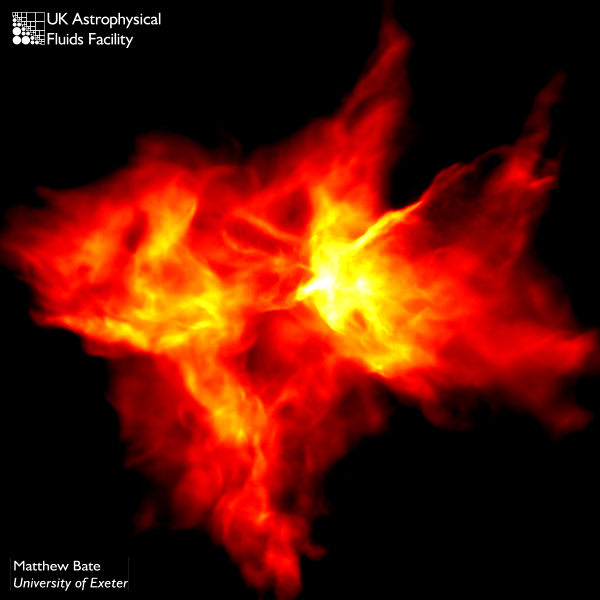 UK Astrophysical
Fluids Facility
Matthew Bate
University of Exeter